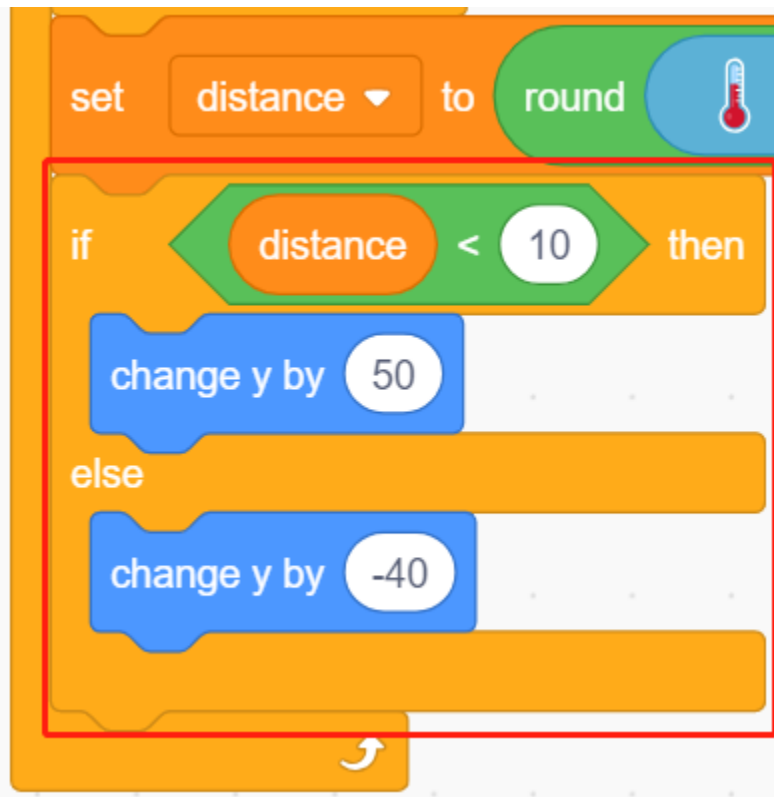 set distance to round
if distance < 10 then
change y by 50
else
change y by -40